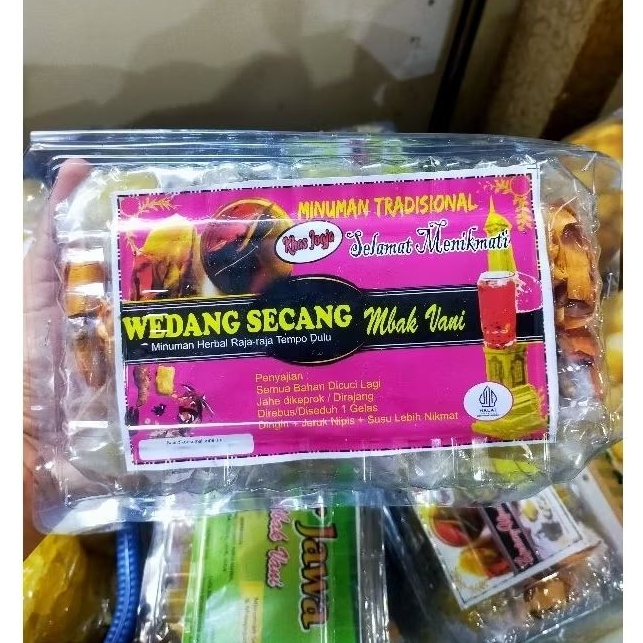 MINUMAN TRADISIONAL
Khas Jogja
Selamat Menikmati
WEDANG SECANG
Mbak Vani
Minuman Herbal Raja-raja Tempo Dulu
Penyajian :
Semua Bahan Dicuci Lagi
Jahe dikeprok / Dirajang
Direbus/Diseduh 1 Gelas
Dingin + Jeruk Nipis + Susu Lebih Nikmat
HALAL
Jawa
Mbak Vani